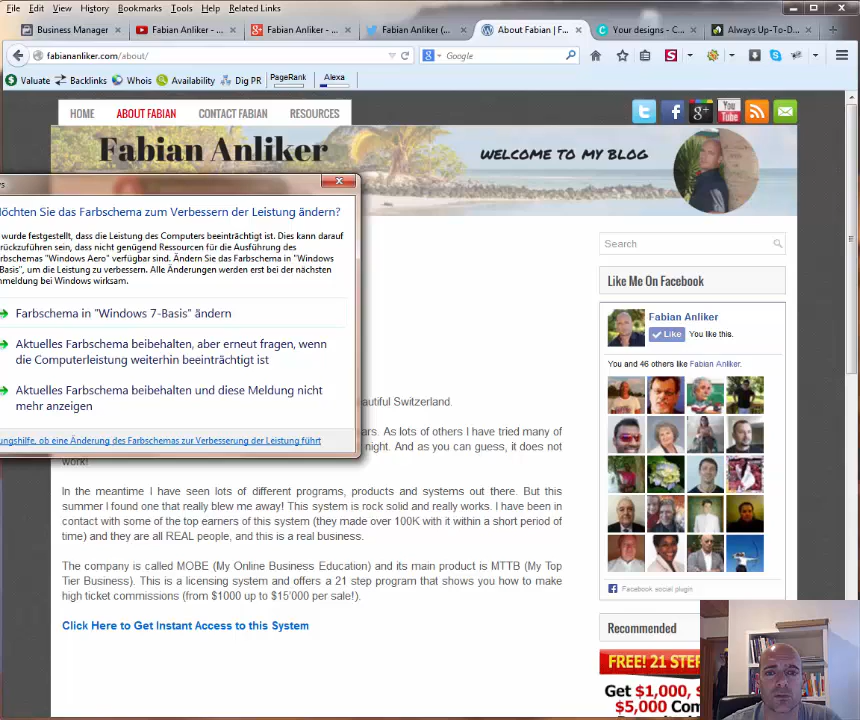 File Edit View History Bookmarks Tools Help Related Links
Business Manager
Fabian Anliker - ...
Fabian Anliker - ...
Fabian Anliker (...
About Fabian | F...
Your designs - C...
Always Up-To-D...
fabiananliker.com/about/
Google
Valuate Backlinks Whois Availability Dig PR PageRank Alexa
HOME ABOUT FABIAN CONTACT FABIAN RESOURCES
You Tube
Fabian Anliker
WELCOME TO MY BLOG
öchten Sie das Farbschema zum Verbessern der Leistung ändern?
wurde festgestellt, dass die Leistung des Computers beeinträchtigt ist. Dies kann darauf
rückzuführen sein, dass nicht genügend Ressourcen für die Ausführung des
rbschemas "Windows Aero" verfügbar sind. Ändern Sie das Farbschema in "Windows
Basis", um die Leistung zu verbessern. Alle Änderungen werden erst bei der nächsten
nmeldung bei Windows wirksam.
Farbschema in "Windows 7-Basis" ändern
Aktuelles Farbschema beibehalten, aber erneut fragen, wenn
die Computerleistung weiterhin beeinträchtigt ist
Aktuelles Farbschema beibehalten und diese Meldung nicht
mehr anzeigen
ungshilfe, ob eine Änderung des Farbschemas zur Verbesserung der Leistung führt
autiful Switzerland.
ars. As lots of others I have tried many of
night. And as you can guess, it does not
work!
In the meantime I have seen lots of different programs, products and systems out there. But this
summer I found one that really blew me away! This system is rock solid and really works. I have been in
contact with some of the top earners of this system (they made over 100K with it within a short period of
time) and they are all REAL people, and this is a real business.
The company is called MOBE (My Online Business Education) and its main product is MTTB (My Top
Tier Business). This is a licensing system and offers a 21 step program that shows you how to make
high ticket commissions (from $1000 up to $15'000 per sale!).
Click Here to Get Instant Access to this System
Search
Like Me On Facebook
Fabian Anliker
Like You like this.
You and 46 others like Fabian Anliker.
Facebook social plugin
Recommended
FREE! 21 STEP
Get $1,000, $
$5,000 Com